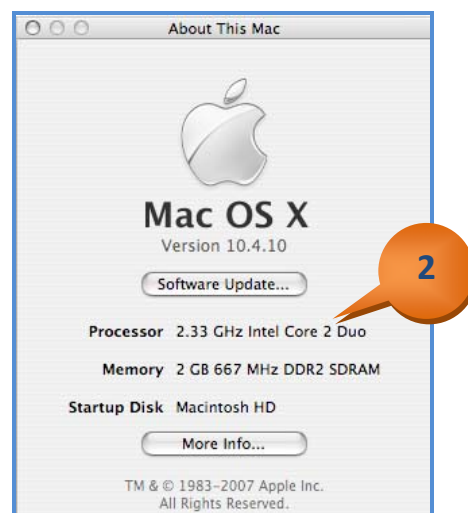 About This Mac
Mac OS X
Version 10.4.10
Software Update...
2
Processor 2.33 GHz Intel Core 2 Duo
Memory 2 GB 667 MHz DDR2 SDRAM
Startup Disk Macintosh HD
More Info...
TM & © 1983-2007 Apple Inc.
All Rights Reserved.